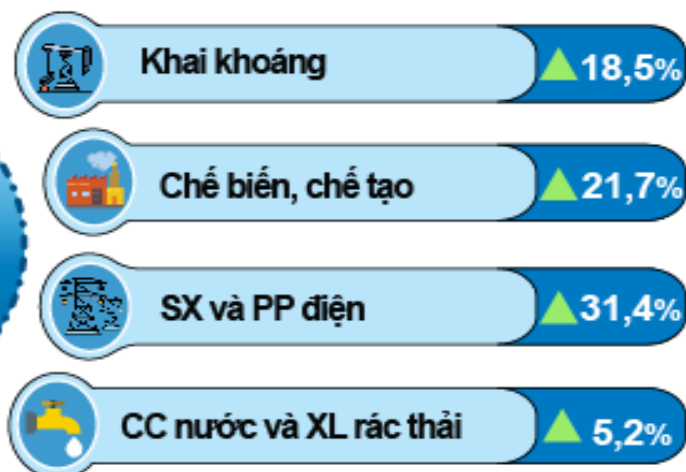 Khai khoáng 18,5%
Chế biến, chế tạo 21,7%
SX và PP điện 31,4%
CC nước và XL rác thải 5,2%